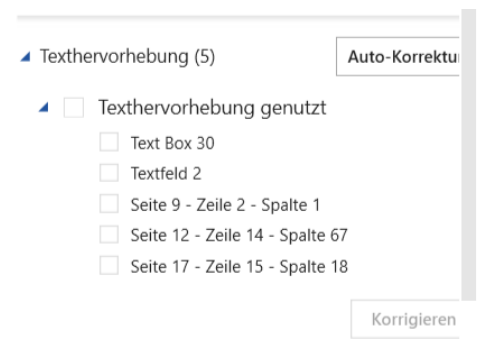 Texthervorhebung (5)
Auto-Korrektu
Texthervorhebung genutzt
Text Box 30
Textfeld 2
Seite 9 - Zeile 2 - Spalte 1
Seite 12 - Zeile 14 - Spalte 67
Seite 17 - Zeile 15 - Spalte 18
Korrigieren